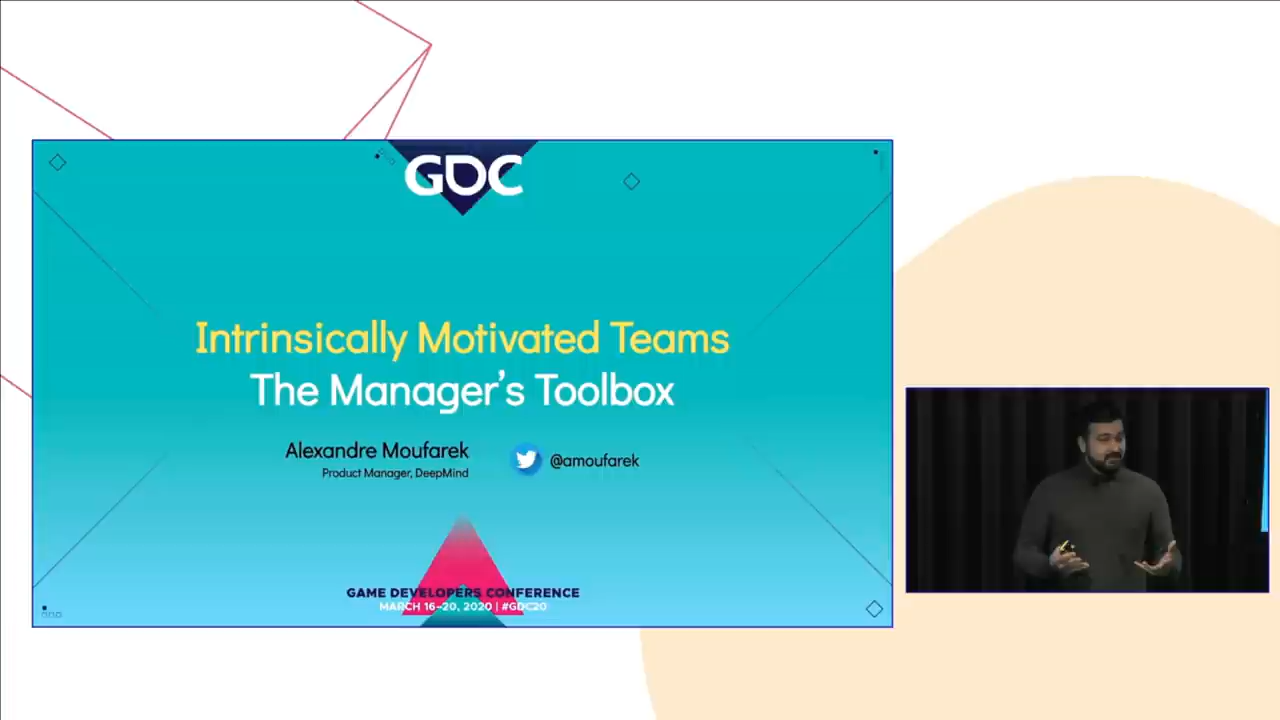 GDC
Intrinsically Motivated Teams
The Manager's Toolbox
Alexandre Moufarek
Product Manager, DeepMind
@amoufarek
GAME DEVELOPERS CONFERENCE
MARCH 16–20, 2020 | #GDC20